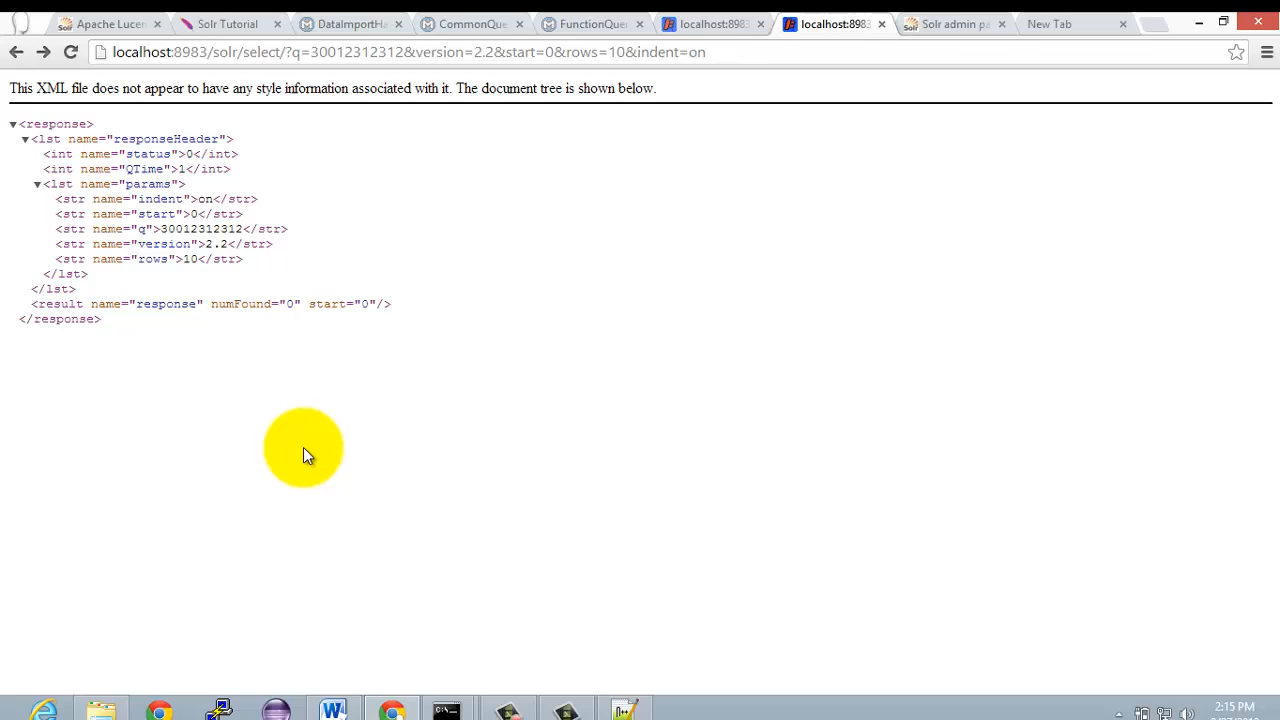 Apache Lucen
Solr Tutorial
DataImportHa
CommonQue
FunctionQuer
localhost:8983
localhost:8983
Solr admin pa
New Tab
localhost:8983/solr/select/?q=30012312312&version=2.2&start=0&rows=10&indent=on
This XML file does not appear to have any style information associated with it. The document tree is shown below.
▼<response>
▼<lst name="responseHeader">
<int name="status">0</int>
<int name="QTime">1</int>
▼<lst name="params">
<str name="indent">on</str>
<str name="start">0</str>
<str name="q">30012312312</str>
<str name="version">2.2</str>
<str name="rows">10</str>
</lst>
</lst>
<result name="response" numFound="0" start="0"/>
</response>
2:15 PM